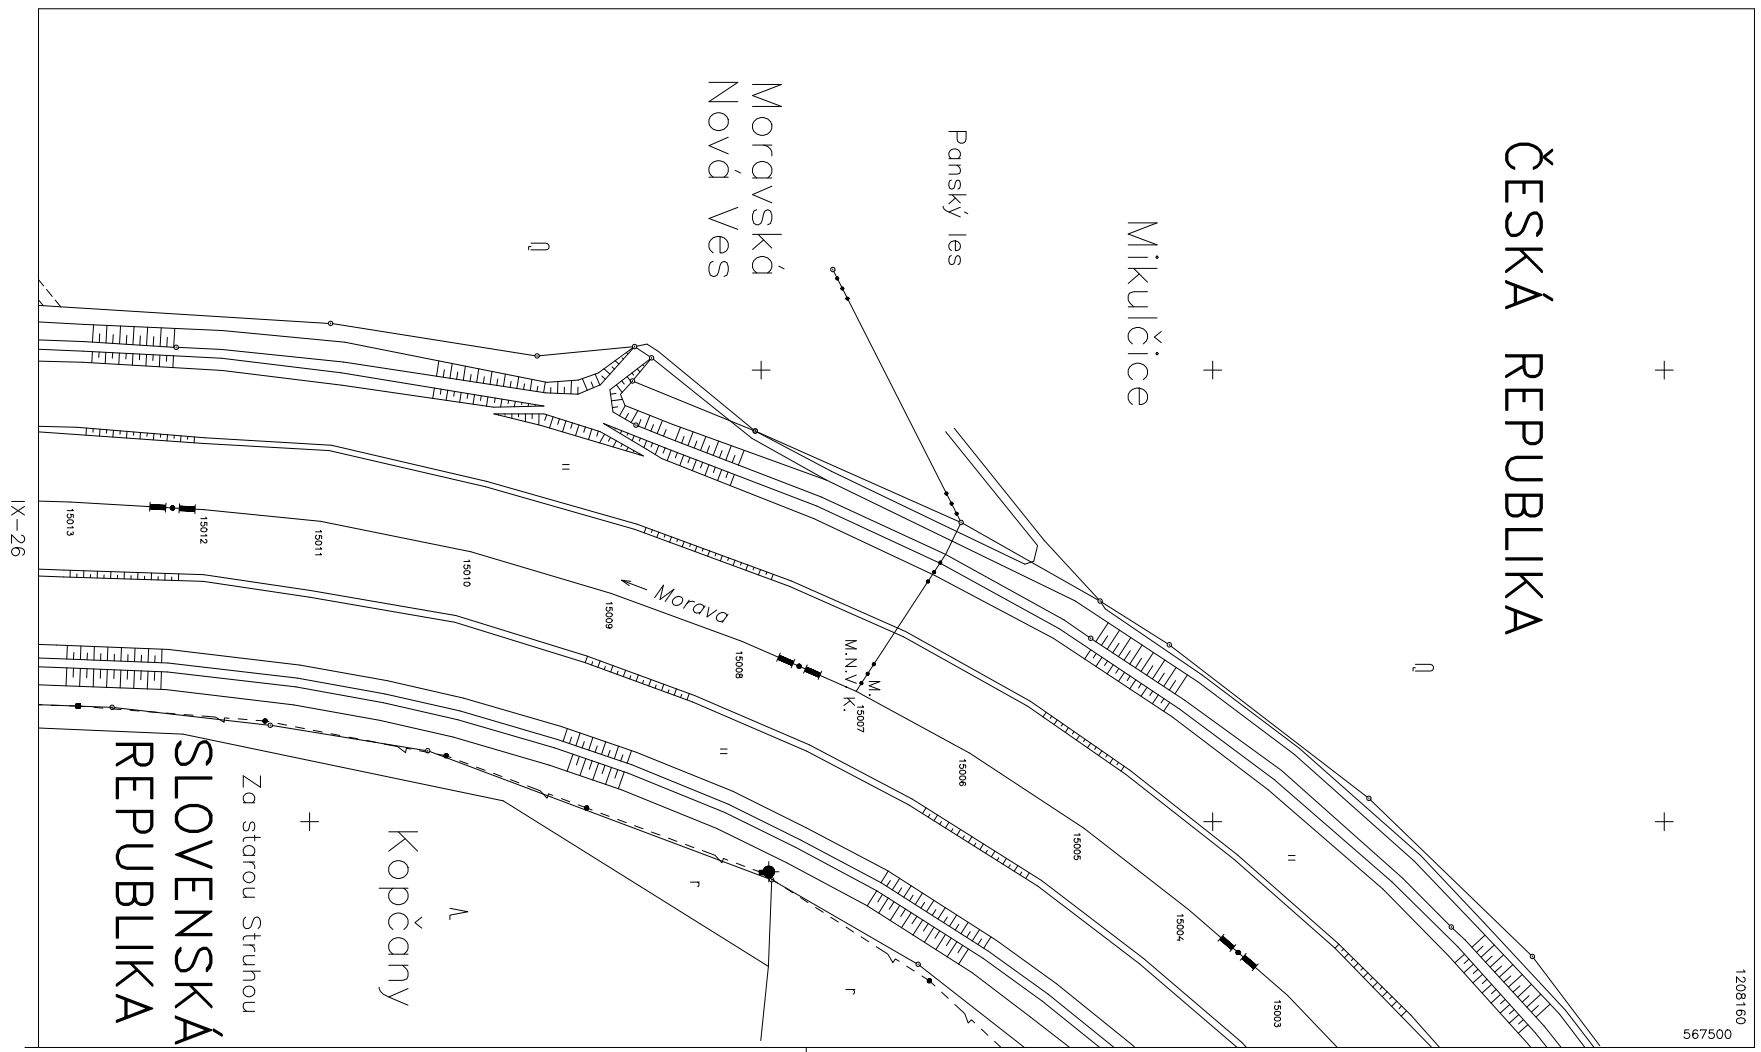 ČESKÁ REPUBLIKA
Mikulčice
Panský les
Moravská
Nová Ves
1208160
567500
M.
M.N.V. K.
Morava
15003
15004
15005
15006
15007
15008
15009
15010
15011
15012
15013
IX-26
Kopčany
Za starou Struhou
SLOVENSKÁ
REPUBLIKA